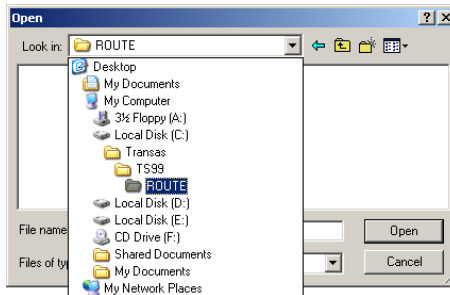 Open
Look in: ROUTE
Desktop
My Documents
My Computer
3½ Floppy (A:)
Local Disk (C:)
Transas
TS99
ROUTE
Local Disk (D:)
Local Disk (E:)
File name
Open
CD Drive (F:)
Shared Documents
Files of ty
Cancel
My Documents
My Network Places